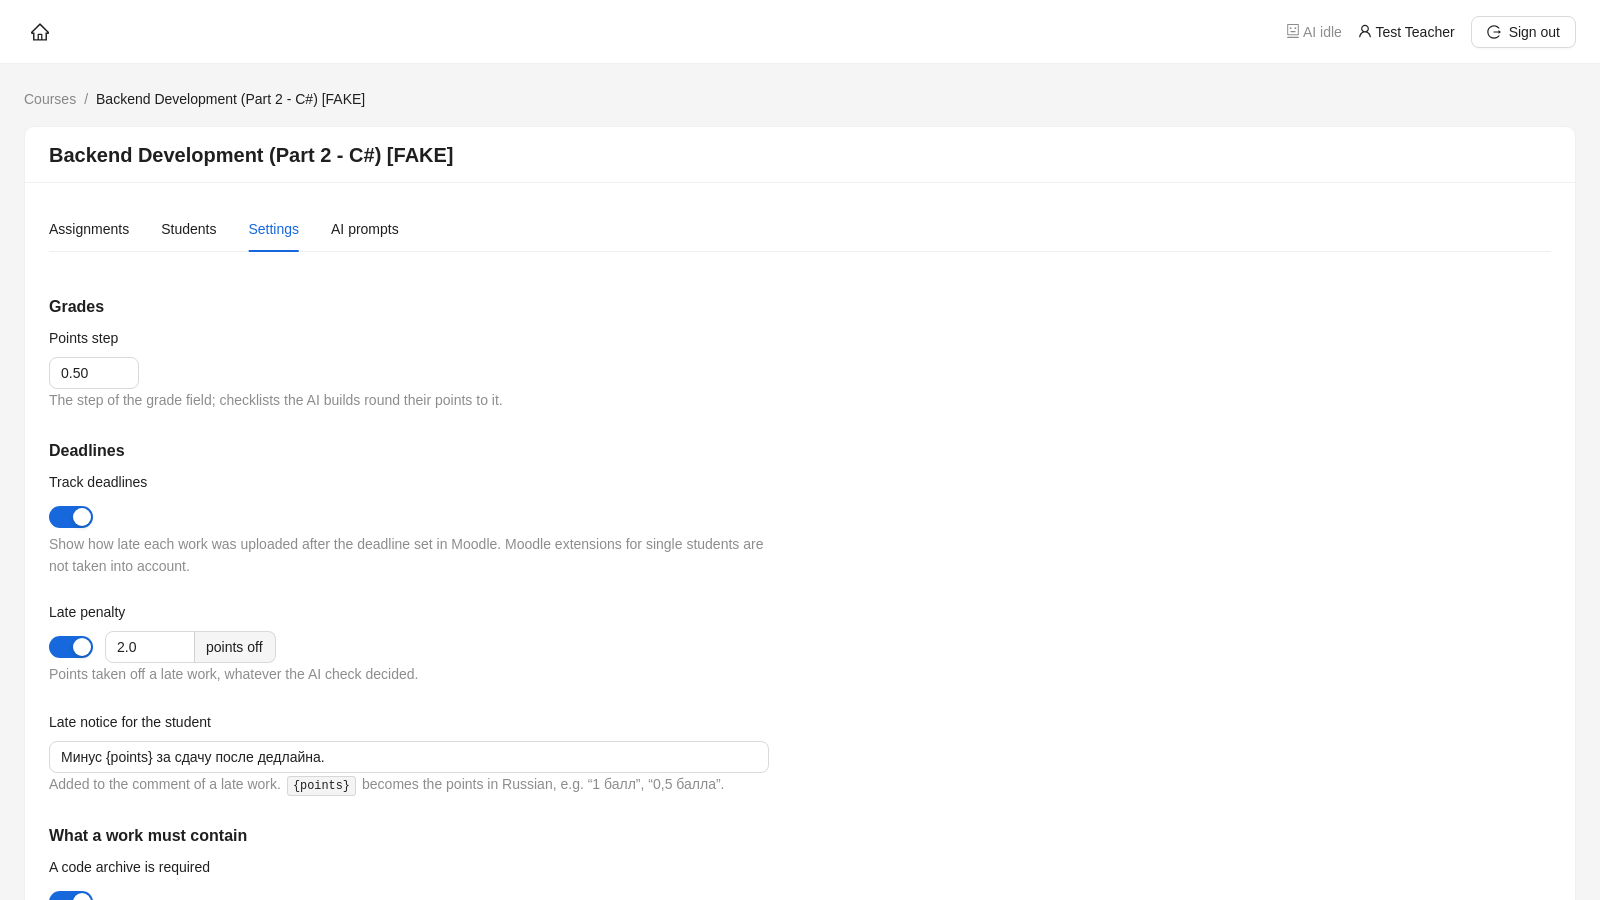 AI idle
Test Teacher
Sign out
Courses / Backend Development (Part 2 - C#) [FAKE]
Backend Development (Part 2 - C#) [FAKE]
Assignments
Students
Settings
AI prompts
Grades
Points step
0.50
The step of the grade field; checklists the AI builds round their points to it.
Deadlines
Track deadlines
Show how late each work was uploaded after the deadline set in Moodle. Moodle extensions for single students are
not taken into account.
Late penalty
2.0 points off
Points taken off a late work, whatever the AI check decided.
Late notice for the student
Минус {points} за сдачу после дедлайна.
Added to the comment of a late work. {points} becomes the points in Russian, e.g. “1 балл”, “0,5 балла”.
What a work must contain
A code archive is required